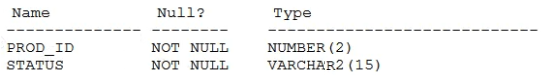 Name Null? Type
-------------- -------- ----------------------------
PROD_ID NOT NULL NUMBER(2)
STATUS NOT NULL VARCHAR2(15)